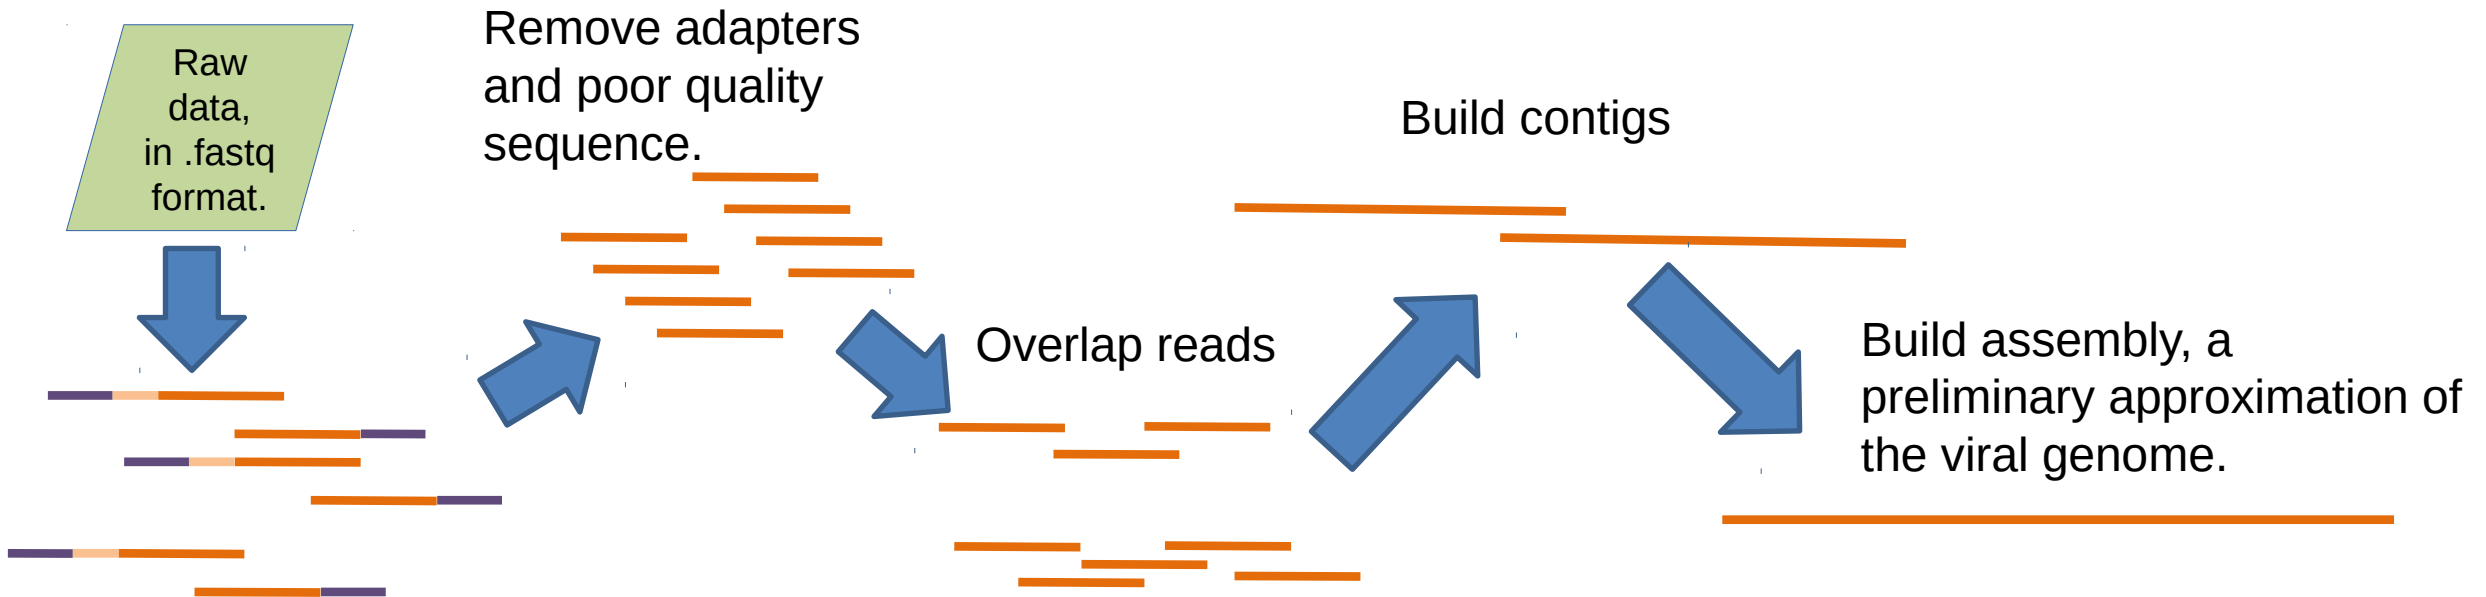 Raw
data,
in .fastq
format.
Remove adapters
and poor quality
sequence.
Overlap reads
Build contigs
Build assembly, a
preliminary approximation of
the viral genome.